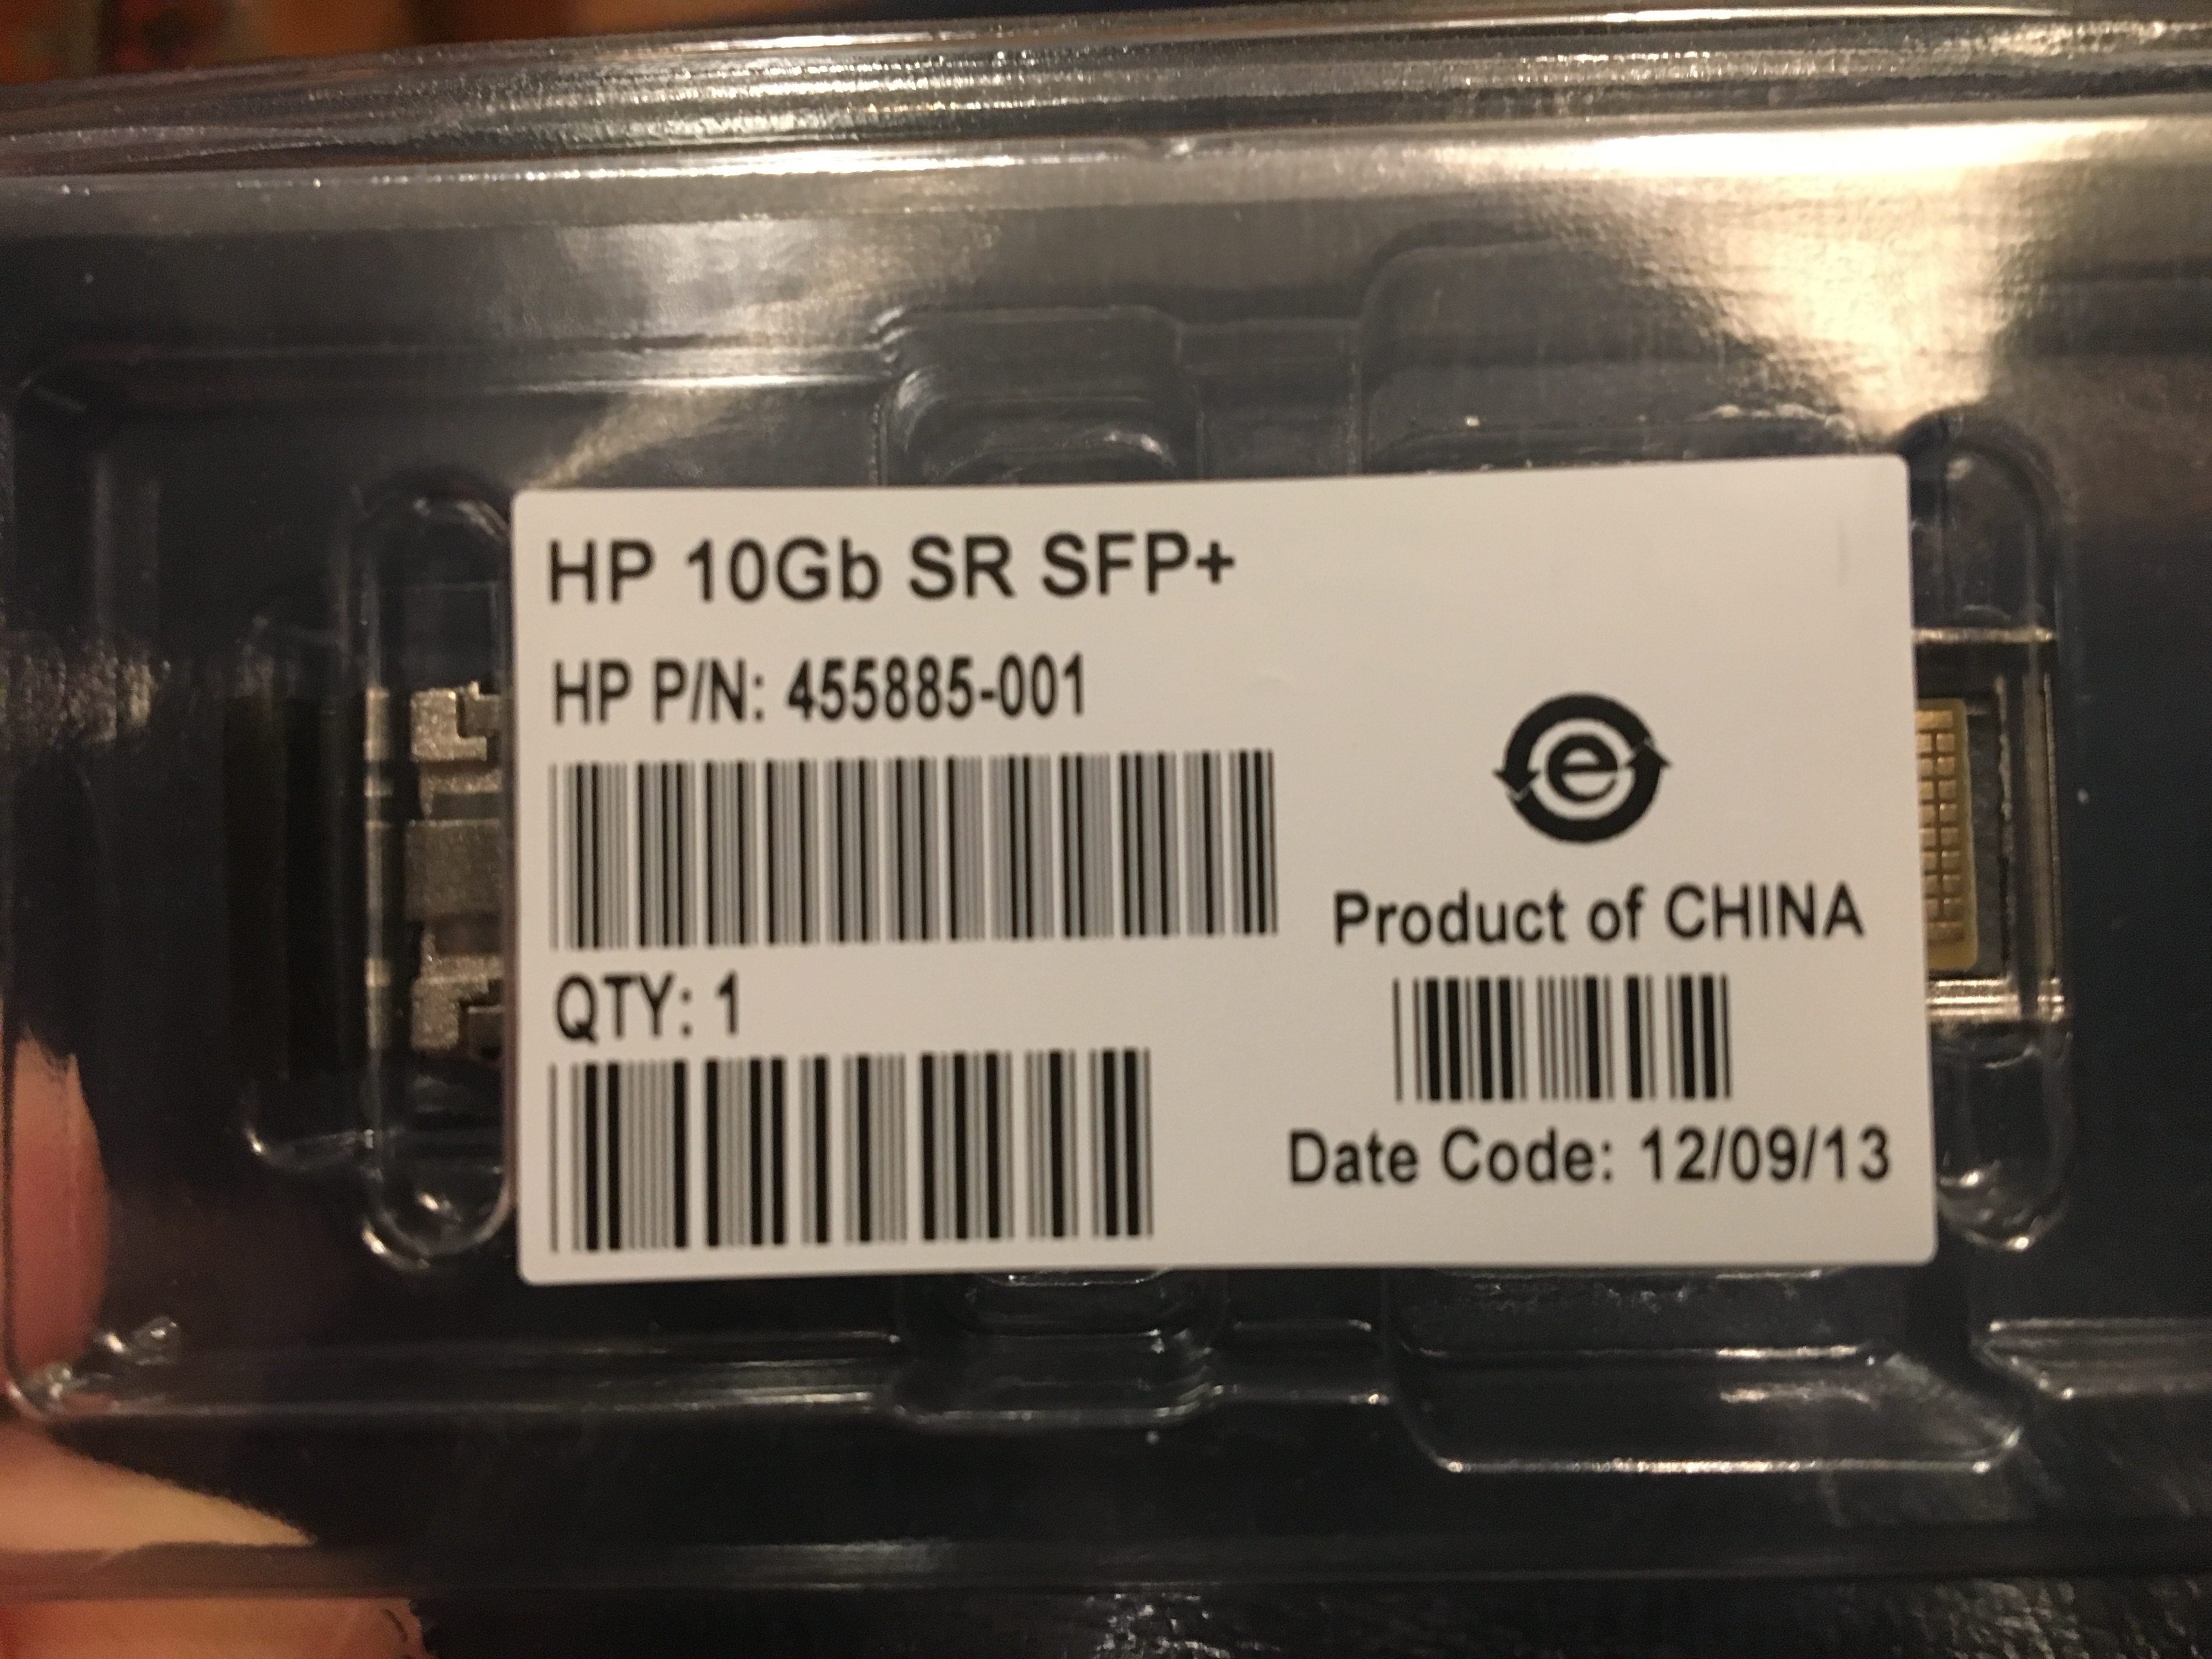 HP 10Gb SR SFP+
HP P/N: 455885-001
e
Product of CHINA
QTY: 1
Date Code: 12/09/13